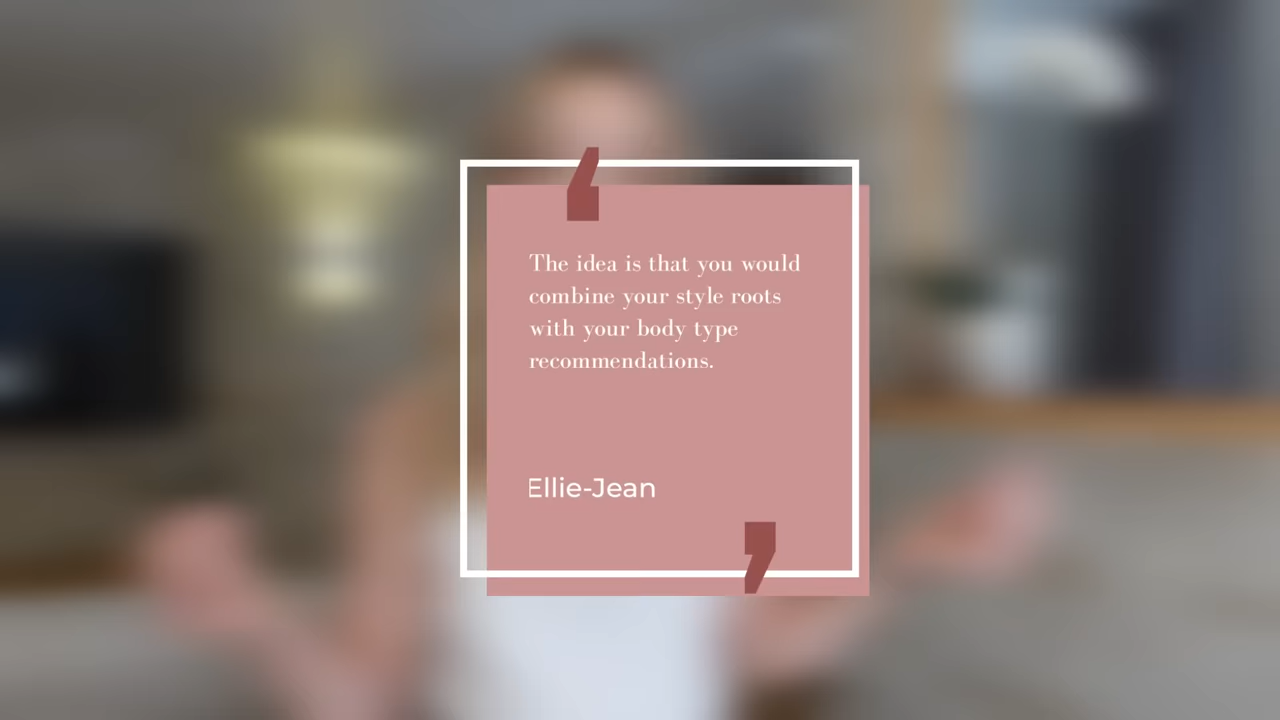 The idea is that you would
combine your style roots
with your body type
recommendations.
Ellie-Jean